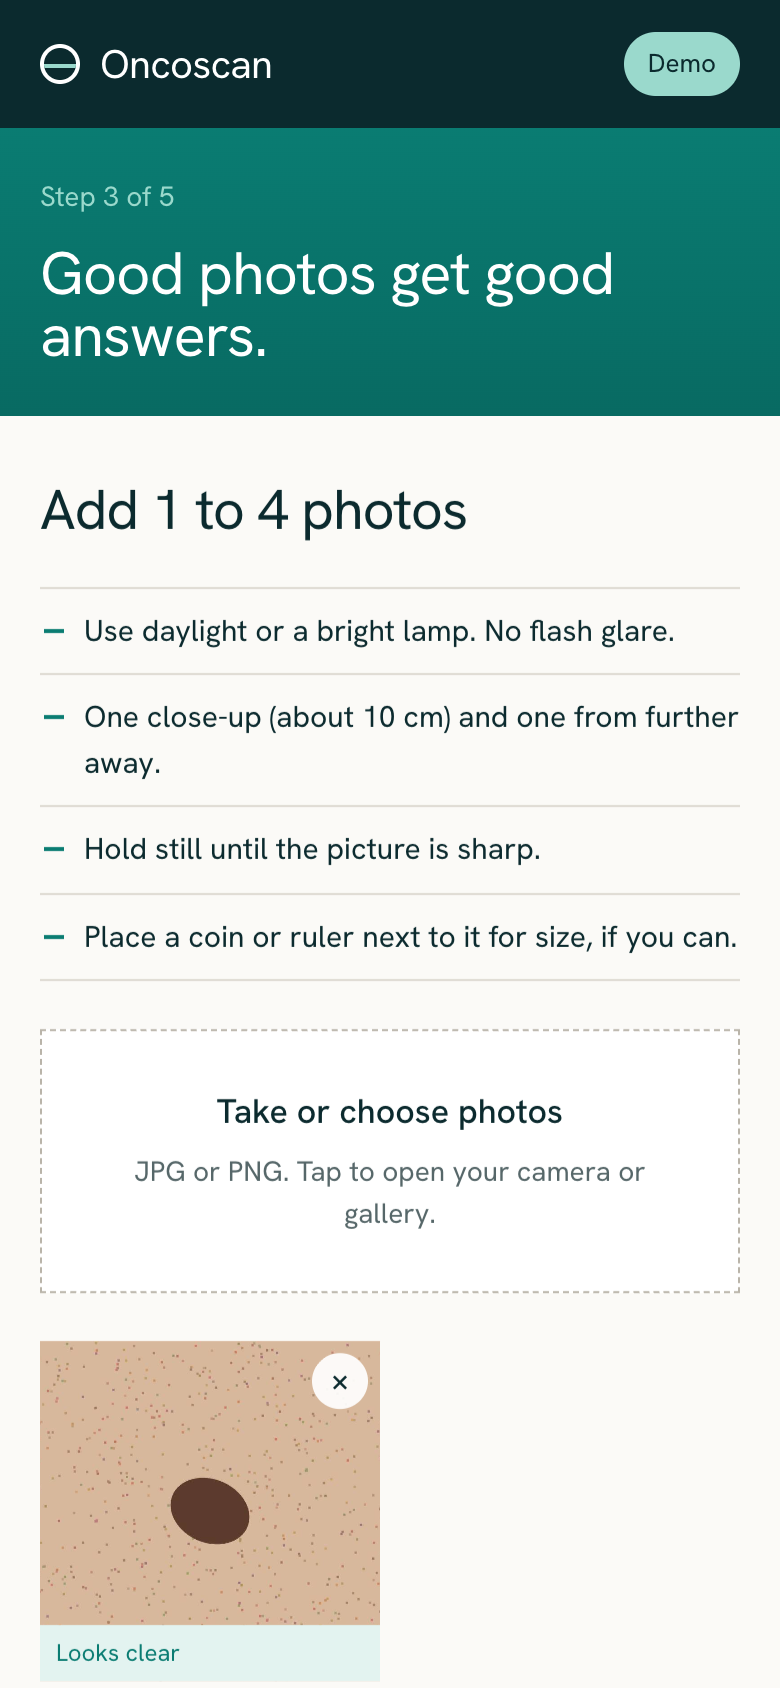 Oncoscan
Demo
Step 3 of 5
Good photos get good
answers.
Add 1 to 4 photos
Use daylight or a bright lamp. No flash glare.
One close-up (about 10 cm) and one from further
away.
Hold still until the picture is sharp.
Place a coin or ruler next to it for size, if you can.
Take or choose photos
JPG or PNG. Tap to open your camera or
gallery.
×
Looks clear